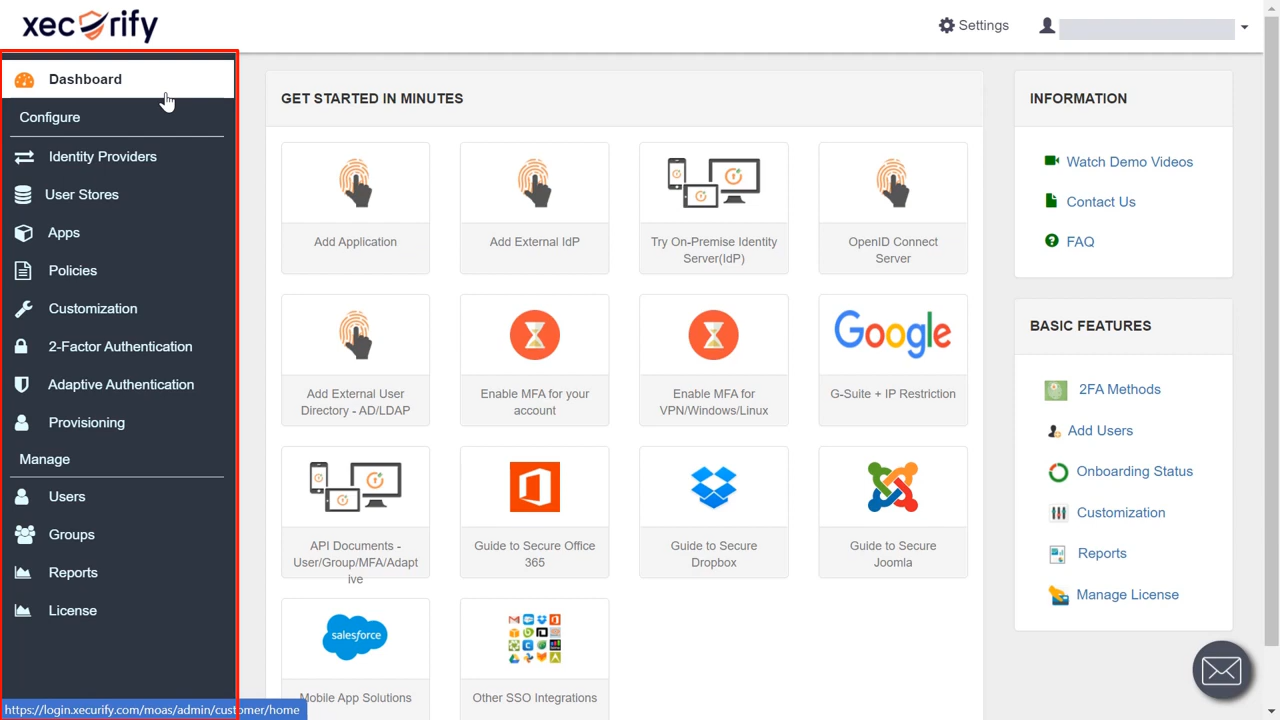 xecurify
Settings
Dashboard
Configure
Identity Providers
User Stores
Apps
Policies
Customization
2-Factor Authentication
Adaptive Authentication
Provisioning
Manage
Users
Groups
Reports
License
https://login.xecurify.com/moas/admin/customer/home
GET STARTED IN MINUTES
Add Application
Add External IdP
Try On-Premise Identity
Server(IdP)
OpenID Connect
Server
Add External User
Directory - AD/LDAP
Enable MFA for your
account
Enable MFA for
VPN/Windows/Linux
Google
G-Suite + IP Restriction
API Documents -
User/Group/MFA/Adapt
ive
Guide to Secure Office
365
Guide to Secure
Dropbox
Guide to Secure
Joomla
salesforce
Mobile App Solutions
Other SSO Integrations
INFORMATION
Watch Demo Videos
Contact Us
FAQ
BASIC FEATURES
2FA Methods
Add Users
Onboarding Status
Customization
Reports
Manage License